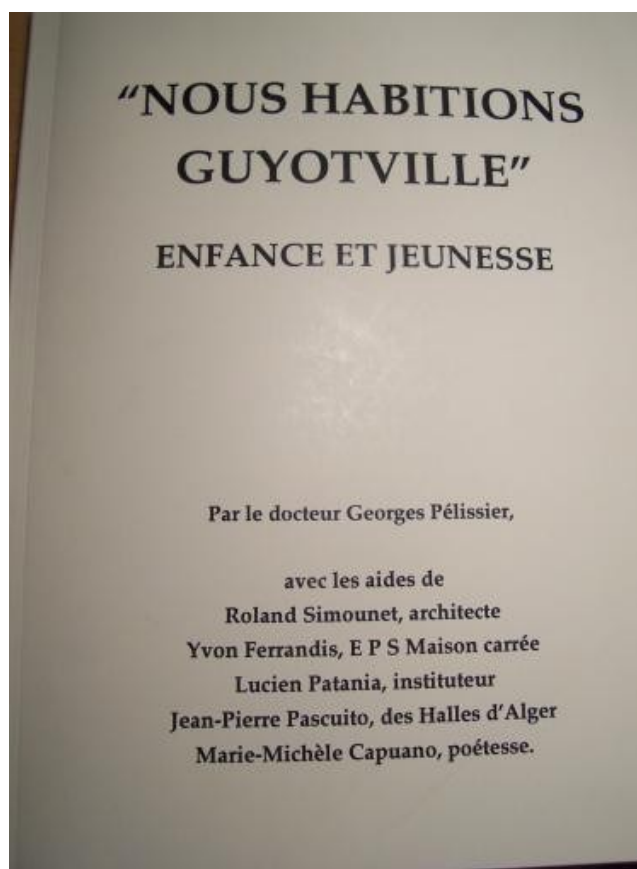 "NOUS HABITIONS
GUYOTVILLE"
ENFANCE ET JEUNESSE
Par le docteur Georges Pélissier,
avec les aides de
Roland Simounet, architecte
Yvon Ferrandis, E P S Maison carrée
Lucien Patania, instituteur
Jean-Pierre Pascuito, des Halles d'Alger
Marie-Michèle Capuano, poétesse.